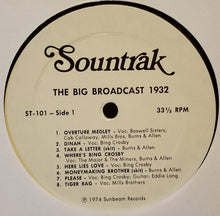 Sountrak
THE BIG BROADCAST 1932
ST-101 - Side 1
33⅓ RPM
1. OVERTURE MEDLEY - Voc: Boswell Sisters,
Cab Calloway, Mills Bros, Burns & Allen
2. DINAH - Voc: Bing Crosby
3. TAKE A LETTER (skit) - Burns & Allen
4. WHERE'S BING CROSBY
Voc: The Major & The Minors, Burns & Allen
5. HERE LIES LOVE - Voc: Bing Crosby
6. MONEYMAKING BROTHER (skit) - Burns & Allen
7. PLEASE - Voc: Bing Crosby, Guitar: Eddie Lang
8. TIGER RAG - Voc: Mills Brothers
℗ 1974 Sunbeam Records